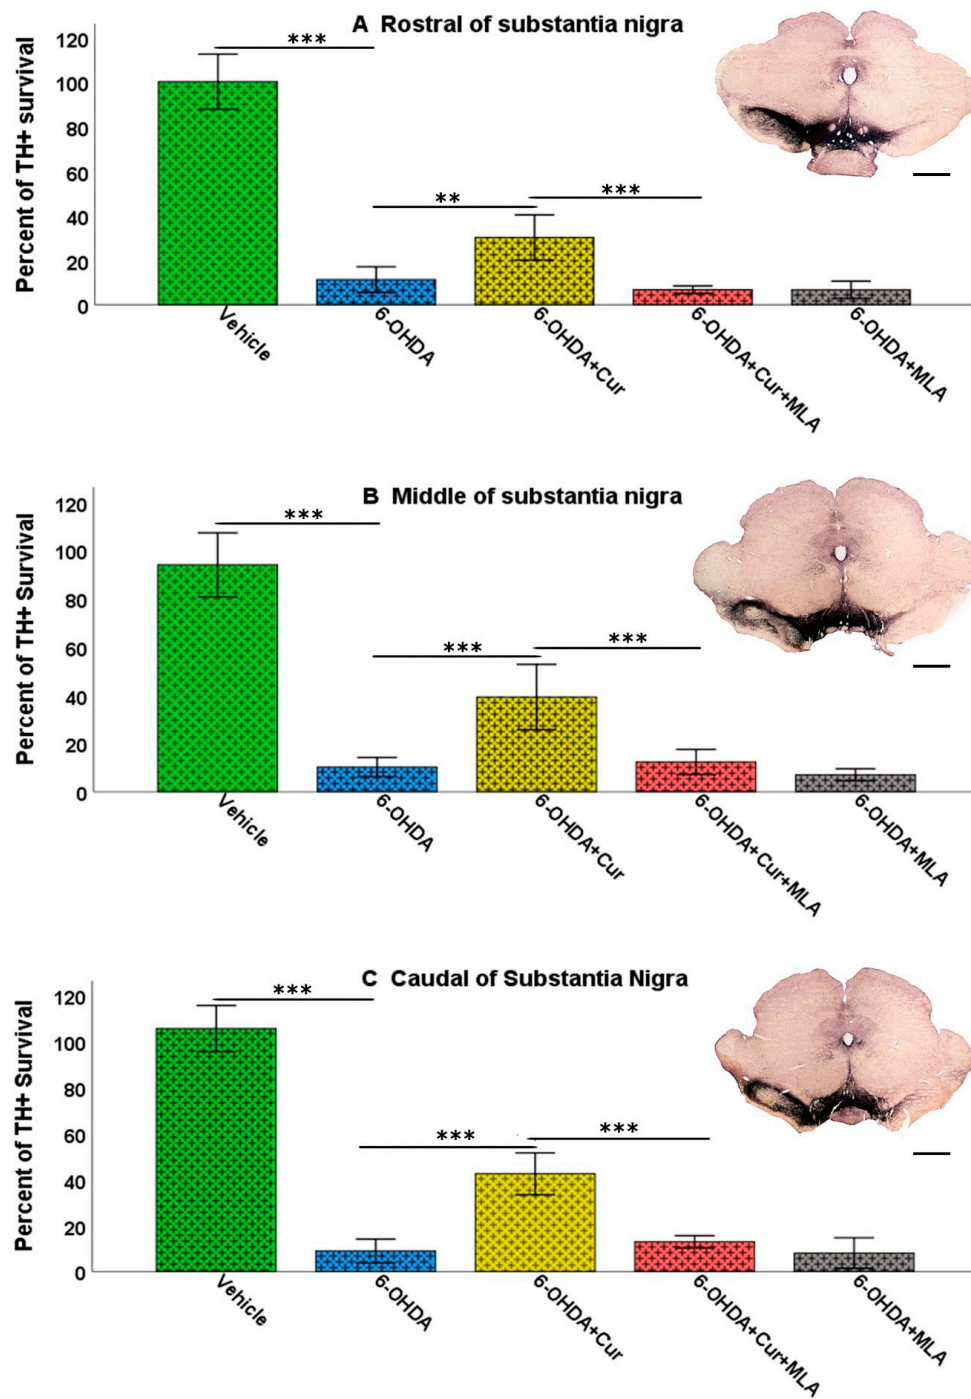 A Rostral of substantia nigra
Percent of TH+ survival
120
100
80
60
40
20
0
***
**
***
Vehicle
6-OHDA
6-OHDA+Cur
6-OHDA+Cur+MLA
6-OHDA+MLA
B Middle of substantia nigra
Percent of TH+ Survival
120
100
80
60
40
20
0
***
***
***
Vehicle
6-OHDA
6-OHDA+Cur
6-OHDA+Cur+MLA
6-OHDA+MLA
C Caudal of Substantia Nigra
Percent of TH+ Survival
120
100
80
60
40
20
0
***
***
***
Vehicle
6-OHDA
6-OHDA+Cur
6-OHDA+Cur+MLA
6-OHDA+MLA